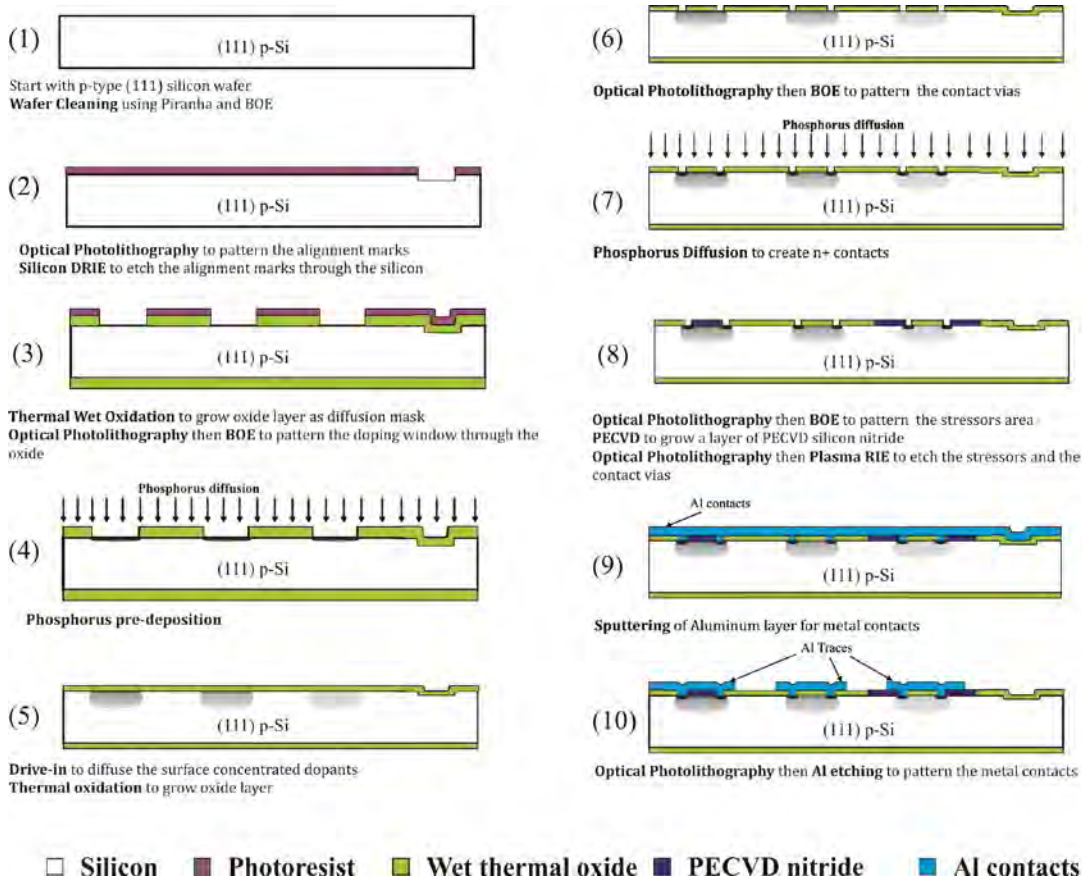 (1)
(111) p-Si
Start with p-type (111) silicon wafer
Wafer Cleaning using Piranha and BOE
(2)
(111) p-Si
Optical Photolithography to pattern the alignment marks
Silicon DRIE to etch the alignment marks through the silicon
(3)
(111) p-Si
Thermal Wet Oxidation to grow oxide layer as diffusion mask
Optical Photolithography then BOE to pattern the doping window through the
oxide
Phosphorus diffusion
(4)
(111) p-Si
Phosphorus pre-deposition
(5)
(111) p-Si
Drive-in to diffuse the surface concentrated dopants
Thermal oxidation to grow oxide layer
(6)
(111) p-Si
Optical Photolithography then BOE to pattern the contact vias
Phosphorus diffusion
(7)
(111) p-Si
Phosphorus Diffusion to create n+ contacts
(8)
(111) p-Si
Optical Photolithography then BOE to pattern the stressors area
PECVD to grow a layer of PECVD silicon nitride
Optical Photolithography then Plasma RIE to etch the stressors and the
contact vias
Al contacts
(9)
(111) p-Si
Sputtering of Aluminum layer for metal contacts
Al Traces
(10)
(111) p-Si
Optical Photolithography then Al etching to pattern the metal contacts
Silicon Photoresist Wet thermal oxide PECVD nitride Al contacts